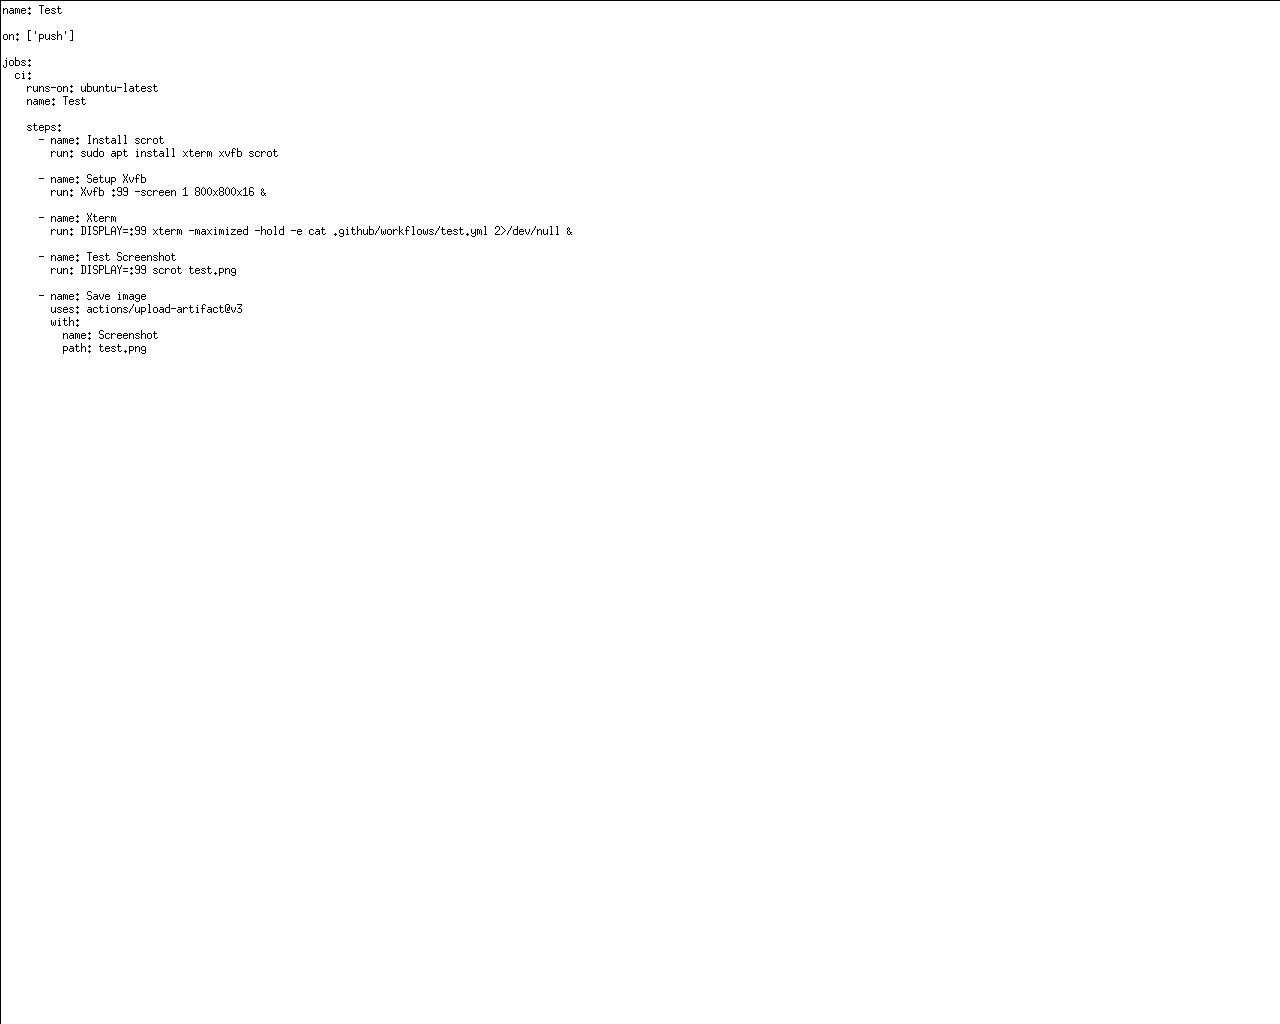 name: Test
on: ['push']
jobs:
  ci:
    runs-on: ubuntu-latest
    name: Test
    steps:
      - name: Install scrot
        run: sudo apt install xterm xvfb scrot
      - name: Setup Xvfb
        run: Xvfb :99 -screen 1 800x800x16 &
      - name: Xterm
        run: DISPLAY=:99 xterm -maximized -hold -e cat .github/workflows/test.yml 2>/dev/null &
      - name: Test Screenshot
        run: DISPLAY=:99 scrot test.png
      - name: Save image
        uses: actions/upload-artifact@v3
        with:
          name: Screenshot
          path: test.png